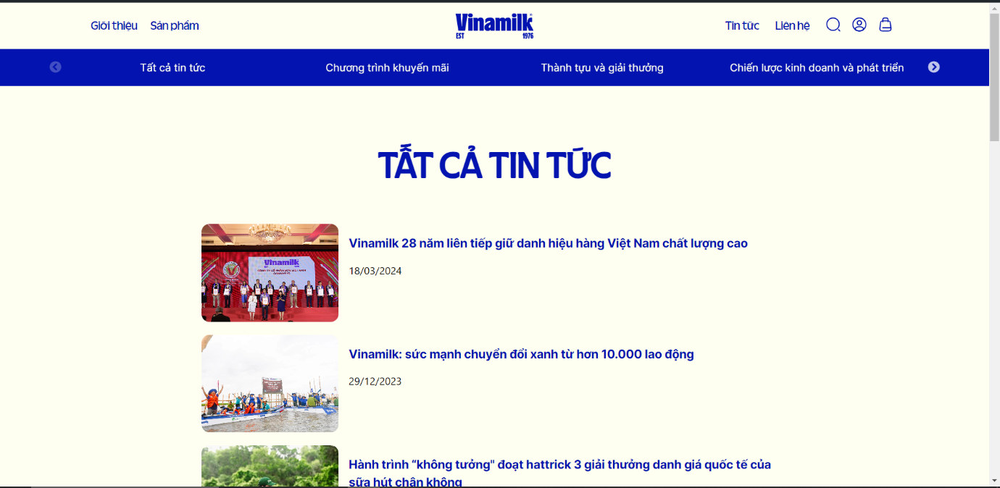 Giới thiệu Sản phẩm Vinamilk Tin tức Liên hệ
EST 1976
Tất cả tin tức Chương trình khuyến mãi Thành tựu và giải thưởng Chiến lược kinh doanh và phát triển
TẤT CẢ TIN TỨC
Vinamilk 28 năm liên tiếp giữ danh hiệu hàng Việt Nam chất lượng cao
18/03/2024
Vinamilk
Vinamilk: sức mạnh chuyển đổi xanh từ hơn 10.000 lao động
29/12/2023
Hành trình “không tưởng" đoạt hattrick 3 giải thưởng danh giá quốc tế của
sữa hút chân không